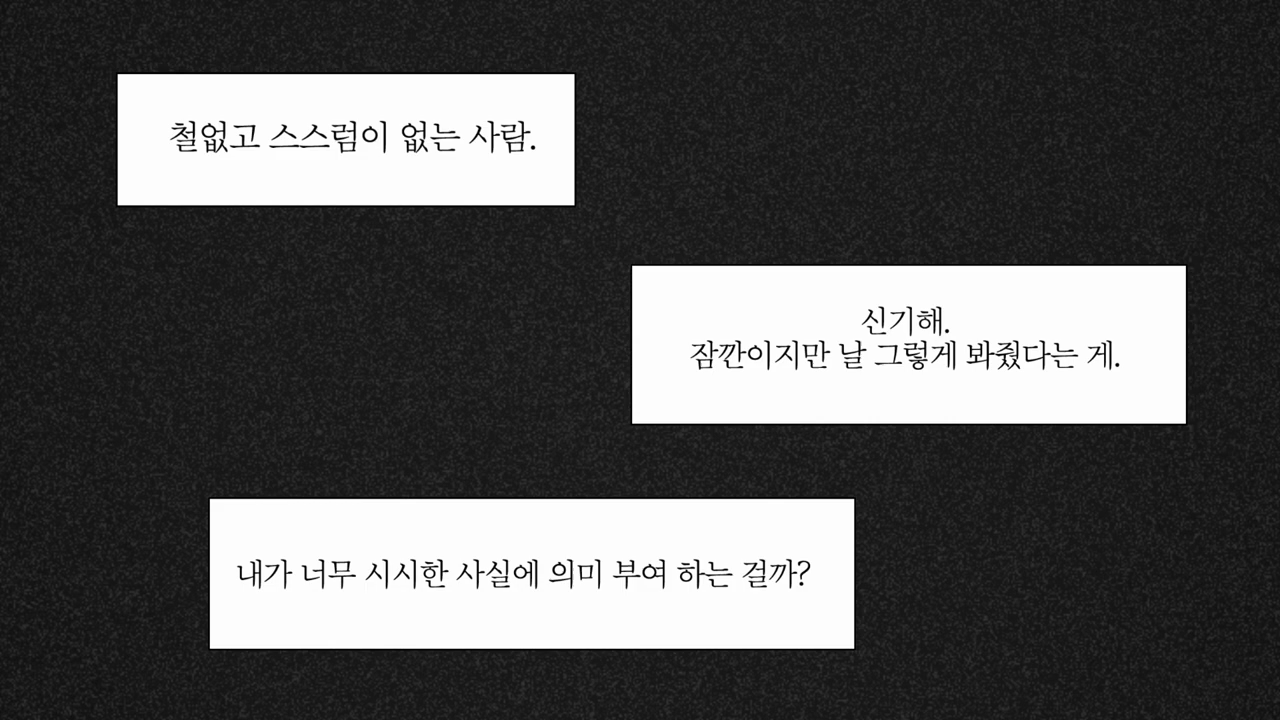 철없고 스스럼이 없는 사람.
신기해.
잠깐이지만 날 그렇게 봐줬다는 게.
내가 너무 시시한 사실에 의미 부여 하는 걸까?